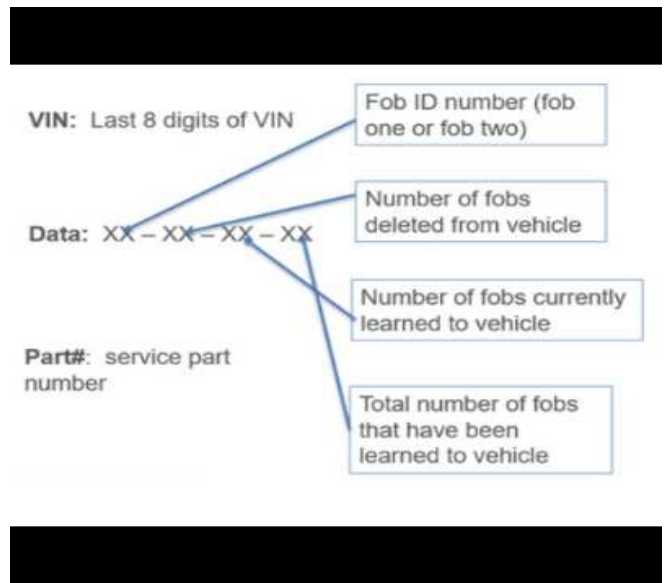 VIN: Last 8 digits of VIN
Fob ID number (fob
one or fob two)
Number of fobs
deleted from vehicle
Data: XX – XX – XX – XX
Number of fobs currently
learned to vehicle
Part#: service part
number
Total number of fobs
that have been
learned to vehicle